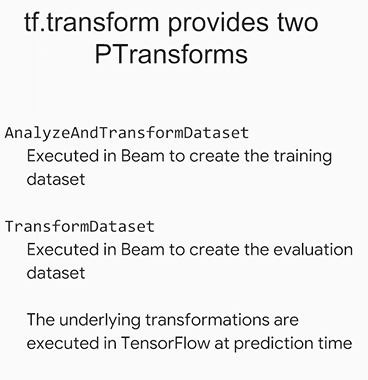 tf.transform provides two
PTransforms
AnalyzeAndTransformDataset
Executed in Beam to create the training
dataset
TransformDataset
Executed in Beam to create the evaluation
dataset
The underlying transformations are
executed in TensorFlow at prediction time